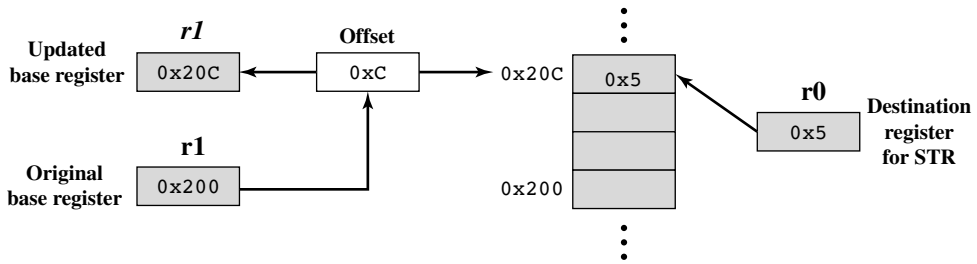 r1
Offset
Updated
base register
0x20C
0xC
0x20C
0x5
r0
r1
0x5
Destination
register
for STR
Original
base register
0x200
0x200